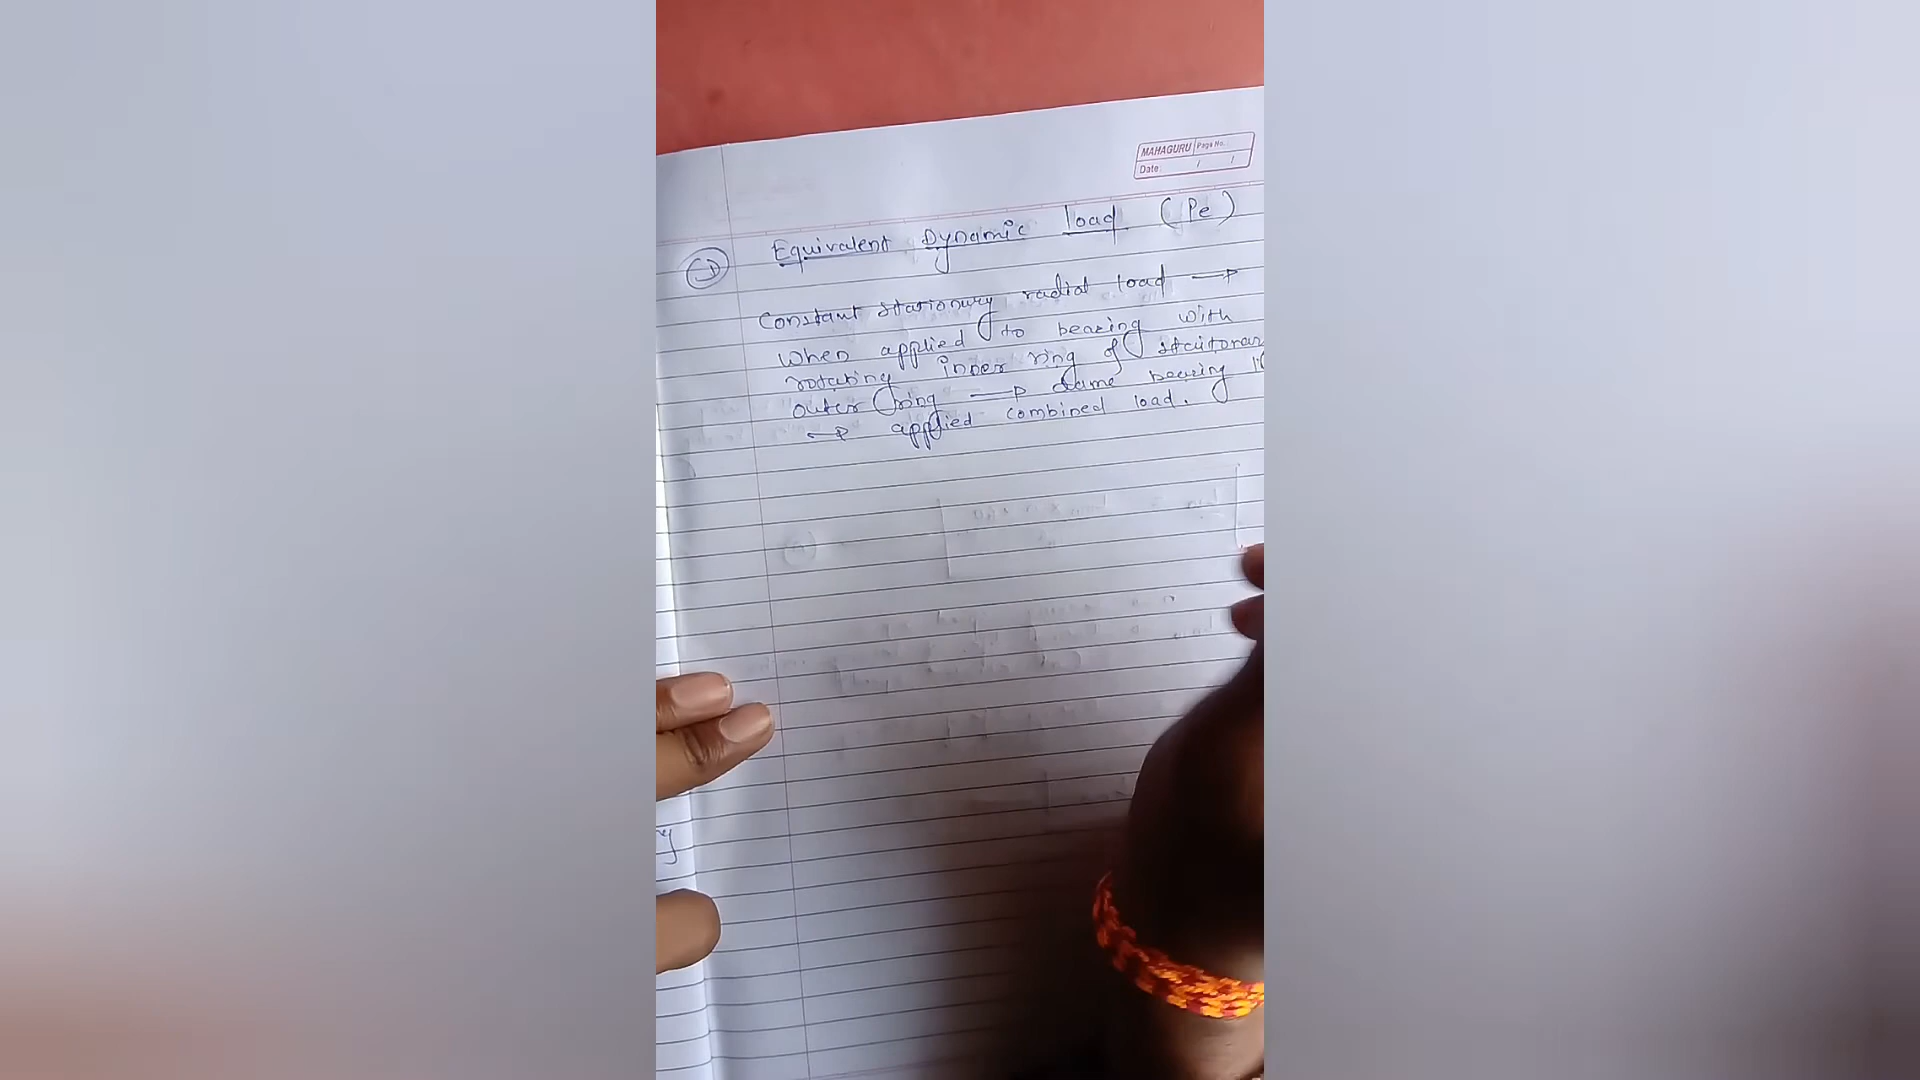 MAHAGURU Page No.
Date / /
Equivalent Dynamic load (Pe)
Constant stationary radial load →
when applied to bearing with
rotating inner ring of
outer ring → same bearing
→ applied combined load.